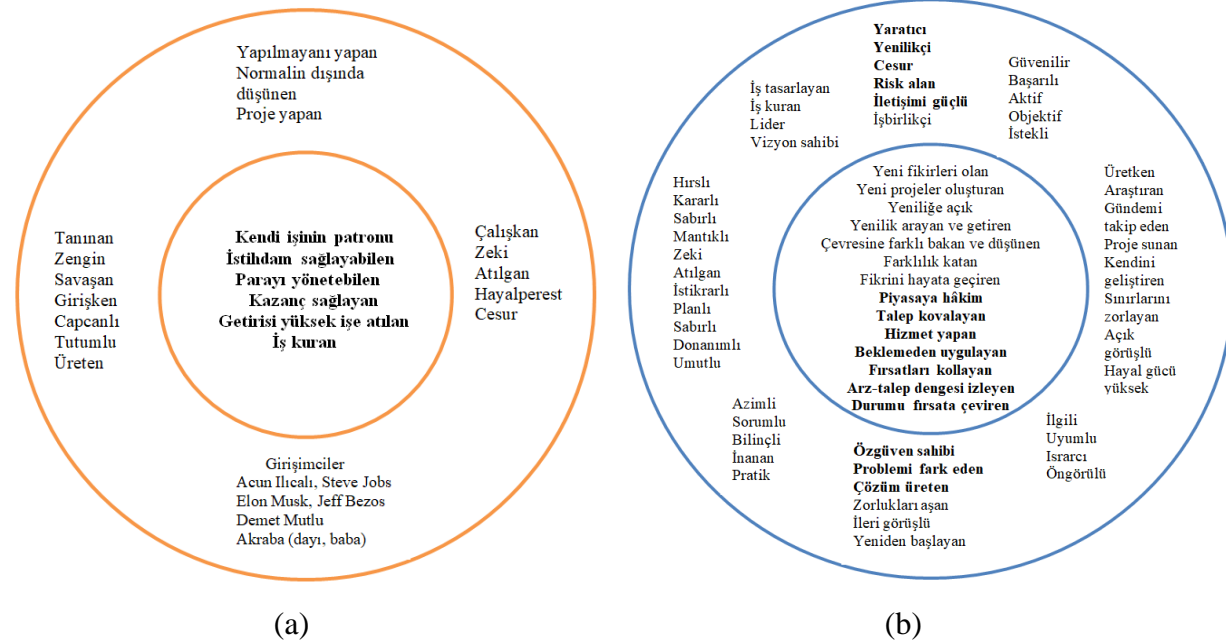 Yapılmayanı yapan
Normalin dışında
düşünen
Proje yapan
Tanınan
Zengin
Savaşan
Girişken
Capcanlı
Tutumlu
Üreten
Kendi işinin patronu
İstihdam sağlayabilen
Parayı yönetebilen
Kazanç sağlayan
Getirisi yüksek işe atılan
İş kuran
Çalışkan
Zeki
Atılgan
Hayalperest
Cesur
Girişimciler
Acun Ilıcalı, Steve Jobs
Elon Musk, Jeff Bezos
Demet Mutlu
Akraba (dayı, baba)
(a)
İş tasarlayan
İş kuran
Lider
Vizyon sahibi
Yaratıcı
Yenilikçi
Cesur
Risk alan
İletişimi güçlü
İşbirlikçi
Güvenilir
Başarılı
Aktif
Objektif
İstekli
Hırslı
Kararlı
Sabırlı
Mantıklı
Zeki
Atılgan
İstikrarlı
Planlı
Sabırlı
Donanımlı
Umutlu
Yeni fikirleri olan
Yeni projeler oluşturan
Yeniliğe açık
Yenilik arayan ve getiren
Çevresine farklı bakan ve düşünen
Farklılık katan
Fikrini hayata geçiren
Piyasaya hâkim
Talep kovalayan
Hizmet yapan
Beklemeden uygulayan
Fırsatları kollayan
Arz-talep dengesi izleyen
Durumu fırsata çeviren
Üretken
Araştıran
Gündemi
takip eden
Proje sunan
Kendini
geliştiren
Sınırlarını
zorlayan
Açık
görüşlü
Hayal gücü
yüksek
Azimli
Sorumlu
Bilinçli
İnanan
Pratik
Özgüven sahibi
Problemi fark eden
Çözüm üreten
Zorlukları aşan
İleri görüşlü
Yeniden başlayan
İlgili
Uyumlu
Israrcı
Öngörülü
(b)